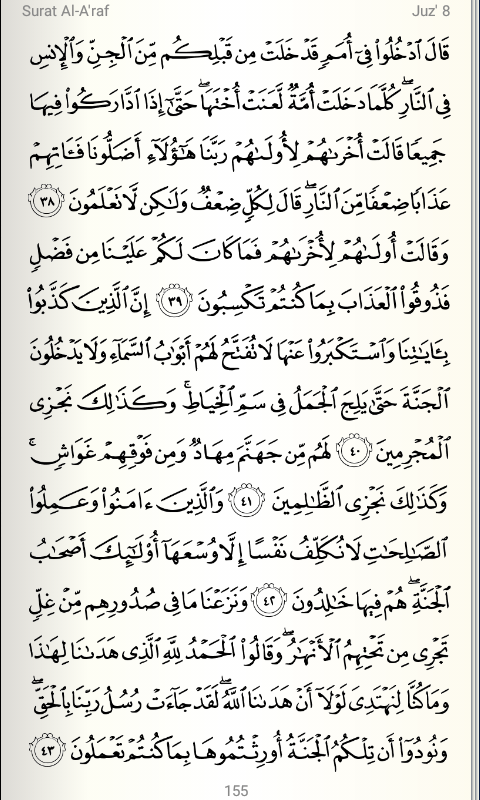 Surat Al-A'raf
Juz' 8
قَالَ ٱدۡخُلُواْ فِيٓ أُمَمٖ قَدۡ خَلَتۡ مِن قَبۡلِكُم مِّنَ ٱلۡجِنِّ وَٱلۡإِنسِ
فِي ٱلنَّارِۖ كُلَّمَا دَخَلَتۡ أُمَّةٞ لَّعَنَتۡ أُخۡتَهَاۖ حَتَّىٰٓ إِذَا ٱدَّارَكُواْ فِيهَا
جَمِيعٗا قَالَتۡ أُخۡرَىٰهُمۡ لِأُولَىٰهُمۡ رَبَّنَا هَٰٓؤُلَآءِ أَضَلُّونَا فَـَٔاتِهِمۡ
عَذَابٗا ضِعۡفٗا مِّنَ ٱلنَّارِۖ قَالَ لِكُلّٖ ضِعۡفٞ وَلَٰكِن لَّا تَعۡلَمُونَ ٣٨
وَقَالَتۡ أُولَىٰهُمۡ لِأُخۡرَىٰهُمۡ فَمَا كَانَ لَكُمۡ عَلَيۡنَا مِن فَضۡلٖ
فَذُوقُواْ ٱلۡعَذَابَ بِمَا كُنتُمۡ تَكۡسِبُونَ ٣٩ إِنَّ ٱلَّذِينَ كَذَّبُواْ
بِـَٔايَٰتِنَا وَٱسۡتَكۡبَرُواْ عَنۡهَا لَا تُفَتَّحُ لَهُمۡ أَبۡوَٰبُ ٱلسَّمَآءِ وَلَا يَدۡخُلُونَ
ٱلۡجَنَّةَ حَتَّىٰ يَلِجَ ٱلۡجَمَلُ فِي سَمِّ ٱلۡخِيَاطِۚ وَكَذَٰلِكَ نَجۡزِي
ٱلۡمُجۡرِمِينَ ٤٠ لَهُم مِّن جَهَنَّمَ مِهَادٞ وَمِن فَوۡقِهِمۡ غَوَاشٖۚ
وَكَذَٰلِكَ نَجۡزِي ٱلظَّٰلِمِينَ ٤١ وَٱلَّذِينَ ءَامَنُواْ وَعَمِلُواْ
ٱلصَّٰلِحَٰتِ لَا نُكَلِّفُ نَفۡسًا إِلَّا وُسۡعَهَآ أُوْلَٰٓئِكَ أَصۡحَٰبُ
ٱلۡجَنَّةِۖ هُمۡ فِيهَا خَٰلِدُونَ ٤٢ وَنَزَعۡنَا مَا فِي صُدُورِهِم مِّنۡ غِلّٖ
تَجۡرِي مِن تَحۡتِهِمُ ٱلۡأَنۡهَٰرُۖ وَقَالُواْ ٱلۡحَمۡدُ لِلَّهِ ٱلَّذِي هَدَىٰنَا لِهَٰذَا
وَمَا كُنَّا لِنَهۡتَدِيَ لَوۡلَآ أَنۡ هَدَىٰنَا ٱللَّهُۖ لَقَدۡ جَآءَتۡ رُسُلُ رَبِّنَا بِٱلۡحَقِّۖ
وَنُودُوٓاْ أَن تِلۡكُمُ ٱلۡجَنَّةُ أُورِثۡتُمُوهَا بِمَا كُنتُمۡ تَعۡمَلُونَ ٤٣
155